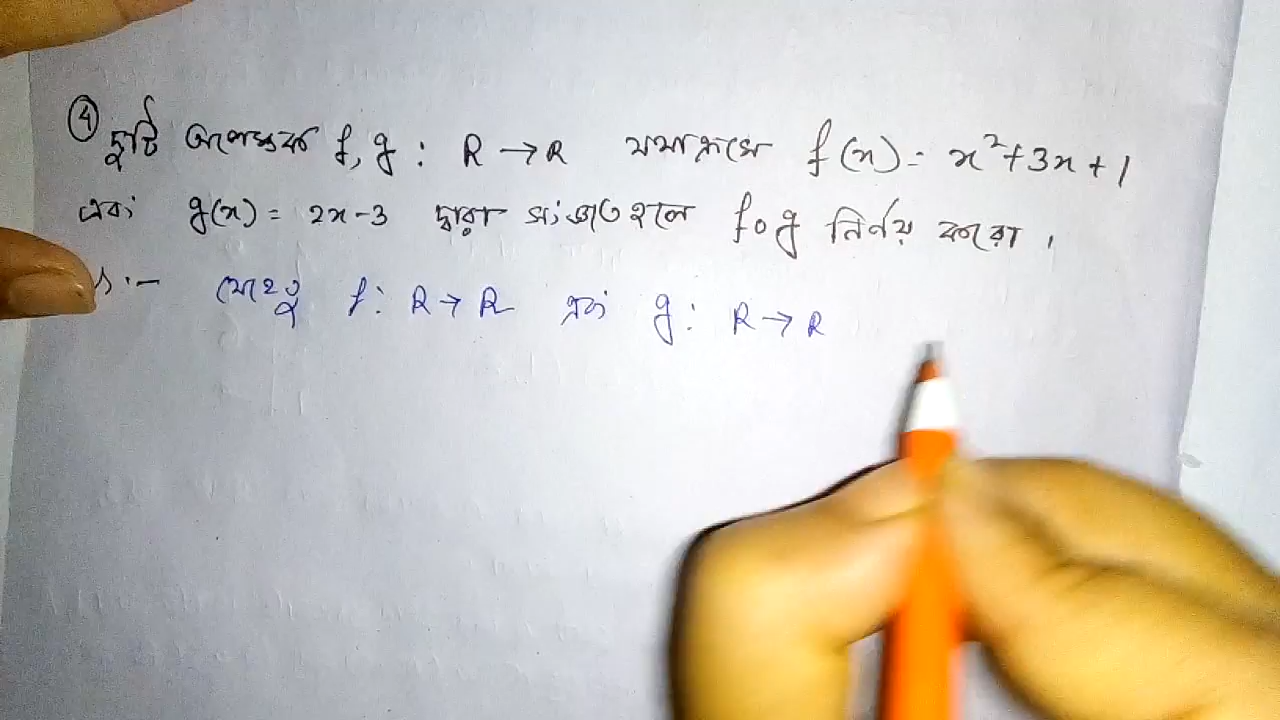 ④ দুটি অপেক্ষক f, g : R → R যথাক্রমে f(x) = x²+3x+1
এবং g(x) = 2x-3 দ্বারা সংজ্ঞাত হলে fog নির্ণয় করো ।
:- যেহেতু f: R → R এবং g: R → R